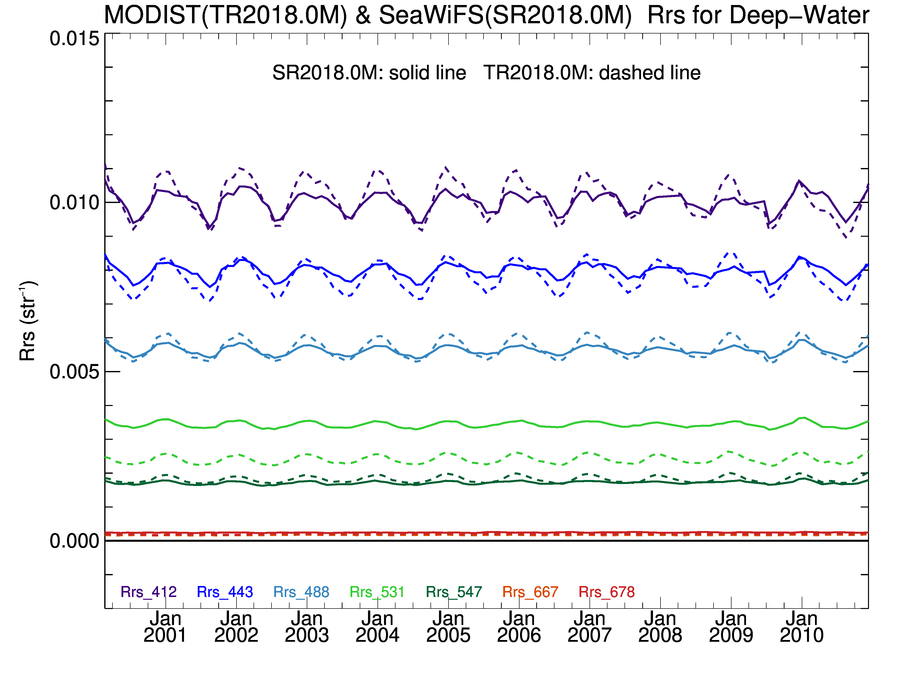 MODIST(TR2018.0M) & SeaWiFS(SR2018.0M) Rrs for Deep−Water
SR2018.0M: solid line TR2018.0M: dashed line
0.015
0.010
0.005
0.000
Rrs (str⁻¹)
Rrs_412 Rrs_443 Rrs_488 Rrs_531 Rrs_547 Rrs_667 Rrs_678
Jan Jan Jan Jan Jan Jan Jan Jan Jan Jan
2001 2002 2003 2004 2005 2006 2007 2008 2009 2010